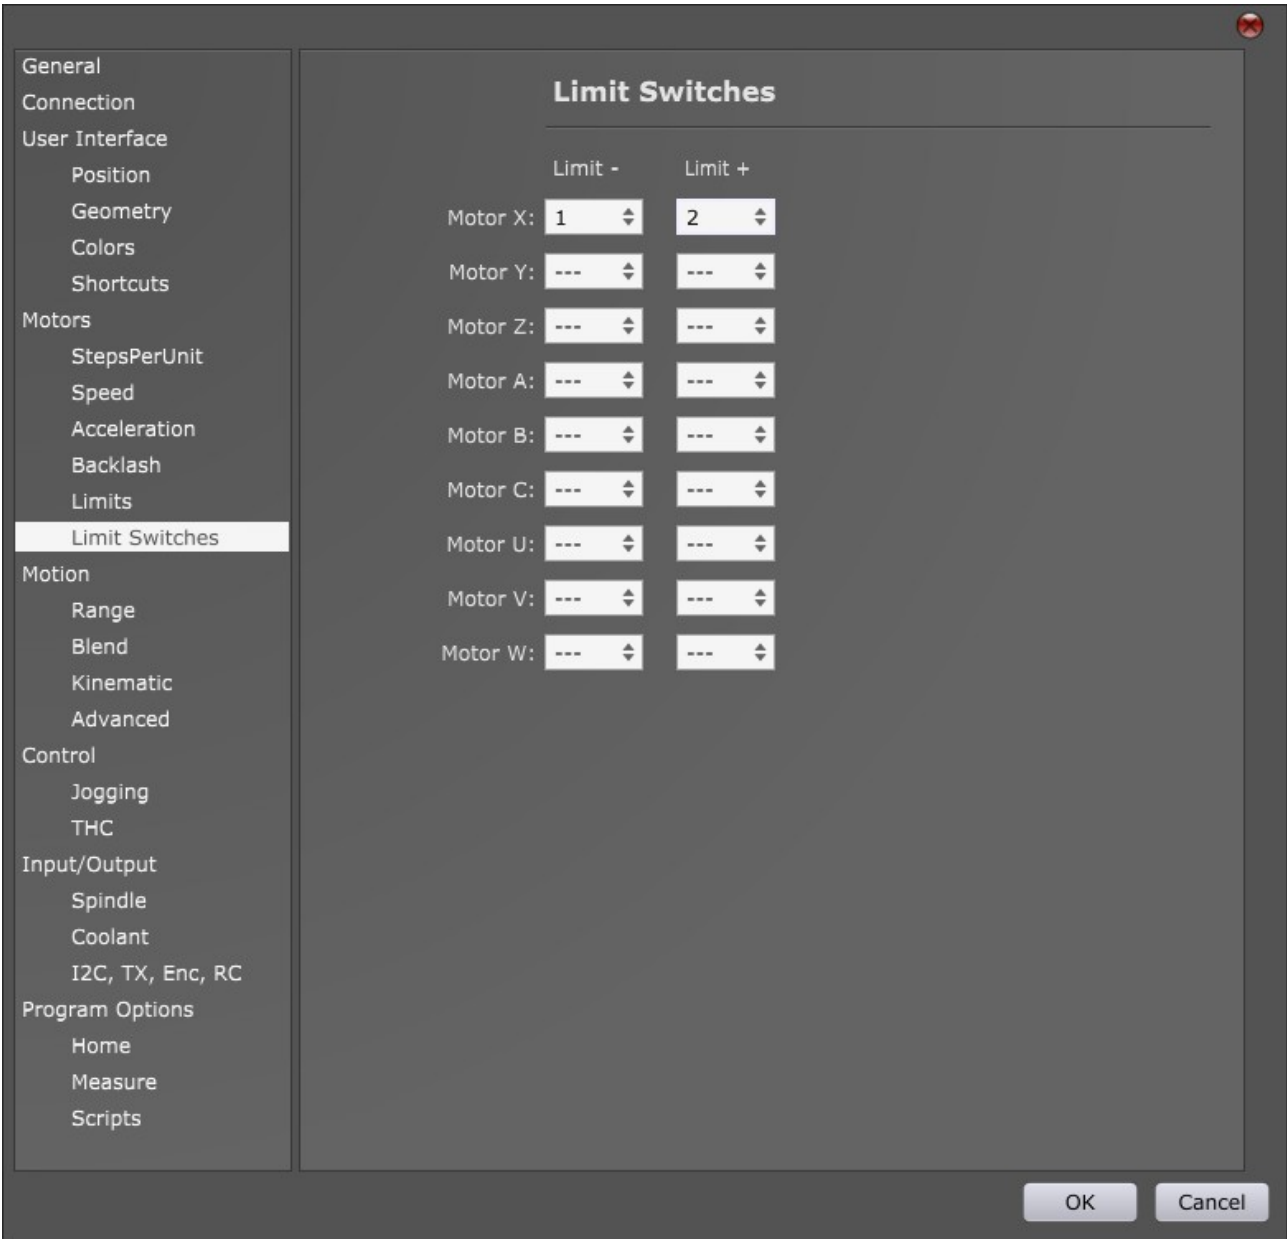 General
Connection
User Interface
Position
Geometry
Colors
Shortcuts
Motors
StepsPerUnit
Speed
Acceleration
Backlash
Limits
Limit Switches
Motion
Range
Blend
Kinematic
Advanced
Control
Jogging
THC
Input/Output
Spindle
Coolant
I2C, TX, Enc, RC
Program Options
Home
Measure
Scripts
Limit Switches
Limit - Limit +
Motor X: 1 2
Motor Y: --- ---
Motor Z: --- ---
Motor A: --- ---
Motor B: --- ---
Motor C: --- ---
Motor U: --- ---
Motor V: --- ---
Motor W: --- ---
OK Cancel